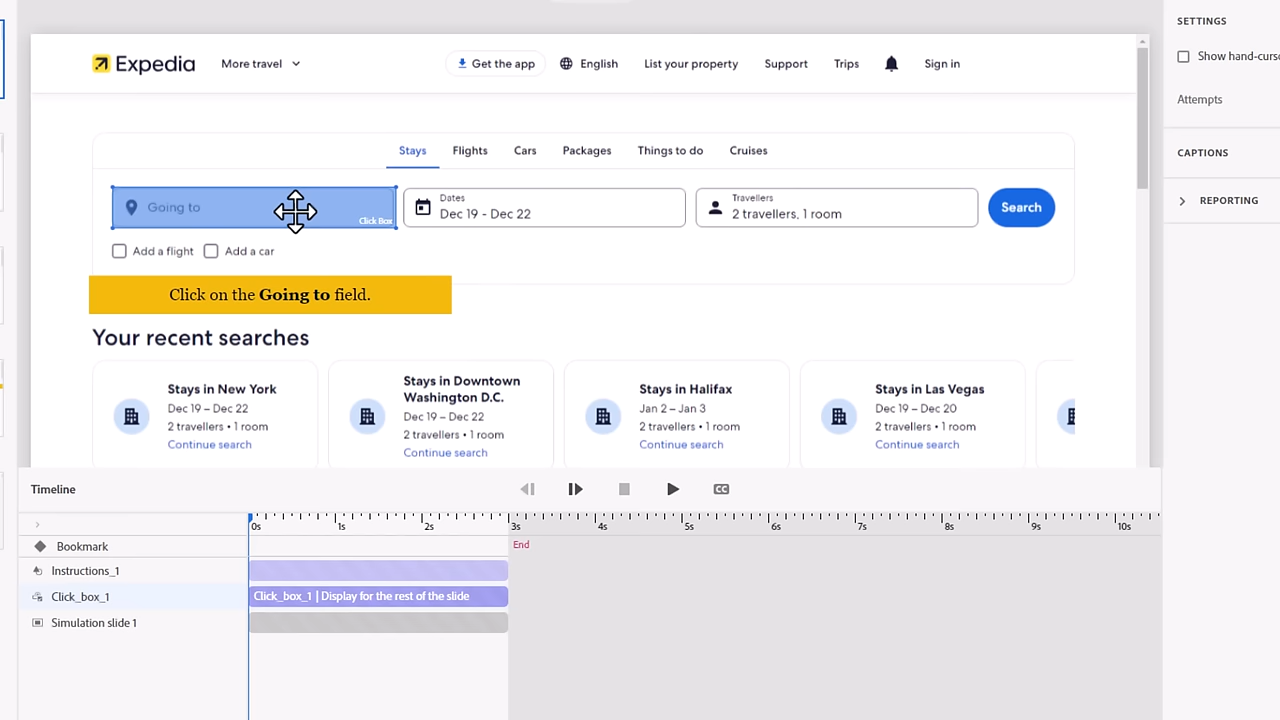 SETTINGS
Show hand-curso
Attempts
CAPTIONS
REPORTING
Expedia
More travel
Get the app
English
List your property
Support
Trips
Sign in
Stays
Flights
Cars
Packages
Things to do
Cruises
Going to
Click Box
Dates
Dec 19 - Dec 22
Travellers
2 travellers, 1 room
Search
Add a flight
Add a car
Click on the Going to field.
Your recent searches
Stays in New York
Dec 19 – Dec 22
2 travellers • 1 room
Continue search
Stays in Downtown
Washington D.C.
Dec 19 – Dec 22
2 travellers • 1 room
Continue search
Stays in Halifax
Jan 2 – Jan 3
2 travellers • 1 room
Continue search
Stays in Las Vegas
Dec 19 – Dec 20
2 travellers • 1 room
Continue search
Timeline
CC
0s 1s 2s 3s 4s 5s 6s 7s 8s 9s 10s
Bookmark
End
Instructions_1
Click_box_1
Click_box_1 | Display for the rest of the slide
Simulation slide 1